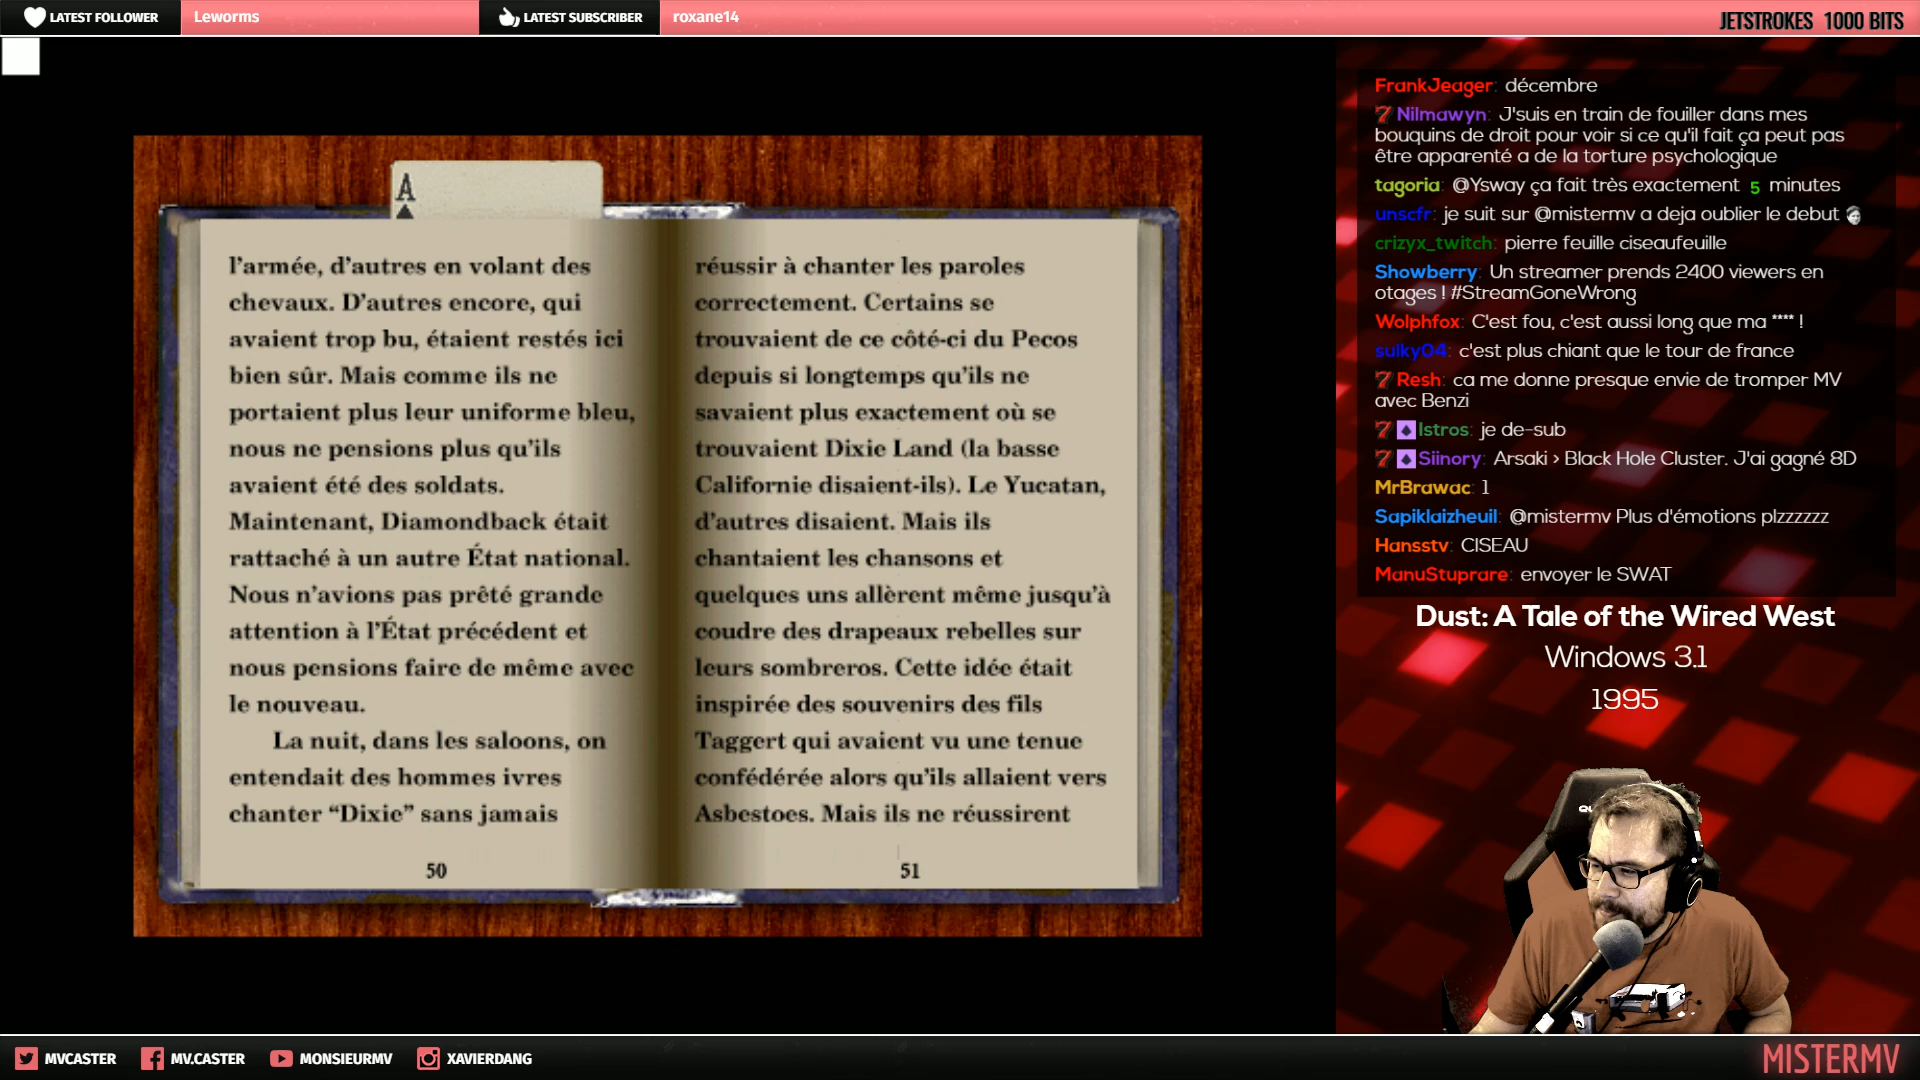 LATEST FOLLOWER
Leworms
LATEST SUBSCRIBER
roxane14
JETSTROKES 1000 BITS
A
l'armée, d'autres en volant des
chevaux. D'autres encore, qui
avaient trop bu, étaient restés ici
bien sûr. Mais comme ils ne
portaient plus leur uniforme bleu,
nous ne pensions plus qu'ils
avaient été des soldats.
Maintenant, Diamondback était
rattaché à un autre État national.
Nous n'avions pas prêté grande
attention à l'État précédent et
nous pensions faire de même avec
le nouveau.
La nuit, dans les saloons, on
entendait des hommes ivres
chanter “Dixie” sans jamais
50
réussir à chanter les paroles
correctement. Certains se
trouvaient de ce côté-ci du Pecos
depuis si longtemps qu'ils ne
savaient plus exactement où se
trouvaient Dixie Land (la basse
Californie disaient-ils). Le Yucatan,
d'autres disaient. Mais ils
chantaient les chansons et
quelques uns allèrent même jusqu'à
coudre des drapeaux rebelles sur
leurs sombreros. Cette idée était
inspirée des souvenirs des fils
Taggert qui avaient vu une tenue
confédérée alors qu'ils allaient vers
Asbestoes. Mais ils ne réussirent
51
FrankJeager: décembre
7 Nilmawyn: J'suis en train de fouiller dans mes
bouquins de droit pour voir si ce qu'il fait ça peut pas
être apparenté a de la torture psychologique
tagoria: @Ysway ça fait très exactement 5 minutes
unscfr: je suit sur @mistermv a deja oublier le debut
crizyx_twitch: pierre feuille ciseaufeuille
Showberry: Un streamer prends 2400 viewers en
otages ! #StreamGoneWrong
Wolphfox: C'est fou, c'est aussi long que ma **** !
sulky04: c'est plus chiant que le tour de france
7 Resh: ca me donne presque envie de tromper MV
avec Benzi
7 Istros: je de-sub
7 Siinory: Arsaki > Black Hole Cluster. J'ai gagné 8D
MrBrawac: 1
Sapiklaizheuil: @mistermv Plus d'émotions plzzzzzz
Hansstv: CISEAU
ManuStuprare: envoyer le SWAT
Dust: A Tale of the Wired West
Windows 3.1
1995
MVCASTER
MV.CASTER
MONSIEURMV
XAVIERDANG
MISTERMV